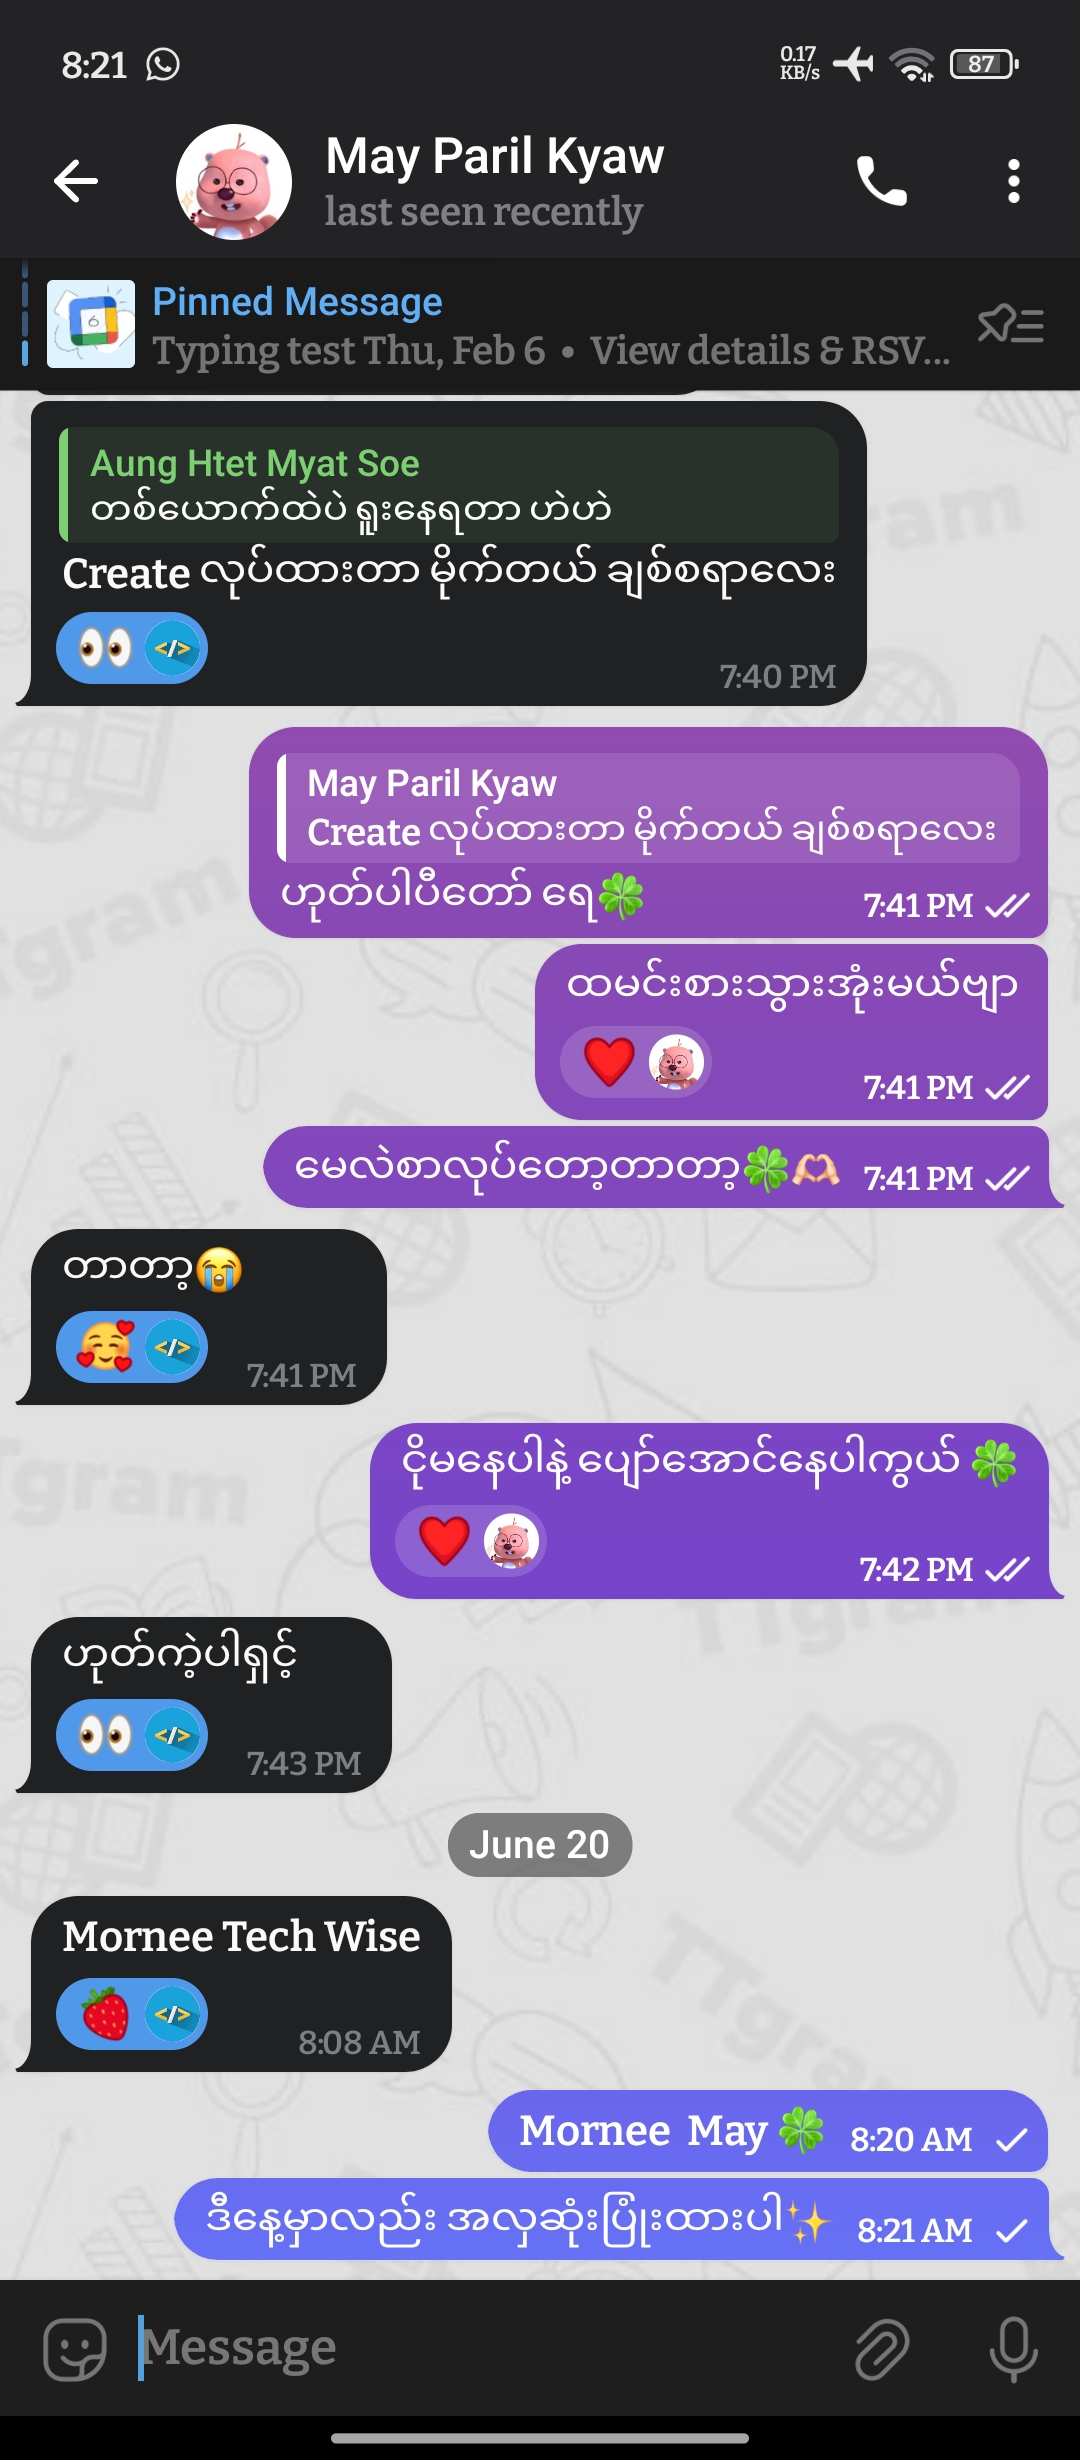 8:21
0.17
KB/s
87
May Paril Kyaw
last seen recently
Pinned Message
6
Typing test Thu, Feb 6 • View details & RSV...
Aung Htet Myat Soe
တစ်ယောက်ထဲပဲ ရူးနေရတာ ဟဲဟဲ
Create လုပ်ထားတာ မိုက်တယ် ချစ်စရာလေး
👀 </>
7:40 PM
May Paril Kyaw
Create လုပ်ထားတာ မိုက်တယ် ချစ်စရာလေး
ဟုတ်ပါပီတော် ရေ🍀
7:41 PM
ထမင်းစားသွားအုံးမယ်ဗျာ
❤️
7:41 PM
မေလဲစာလုပ်တော့တာတာ့🍀🫶🏻 7:41 PM
တာတာ့😭
🥰 </>
7:41 PM
ငိုမနေပါနဲ့ ပျော်အောင်နေပါကွယ် 🍀
❤️
7:42 PM
ဟုတ်ကဲ့ပါရှင့်
👀 </>
7:43 PM
June 20
Mornee Tech Wise
🍓 </>
8:08 AM
Mornee May 🍀 8:20 AM
ဒီနေ့မှာလည်း အလှဆုံးပြုံးထားပါ✨ 8:21 AM
Message
TTgram